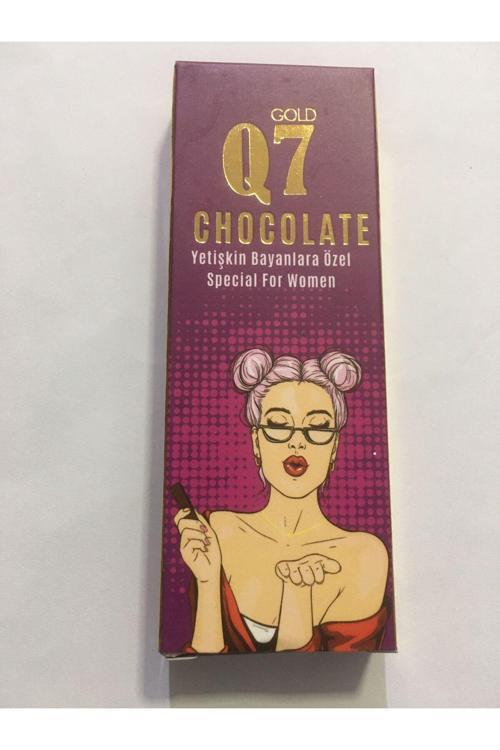 GOLD
Q7
CHOCOLATE
Yetişkin Bayanlara Özel
Special For Women